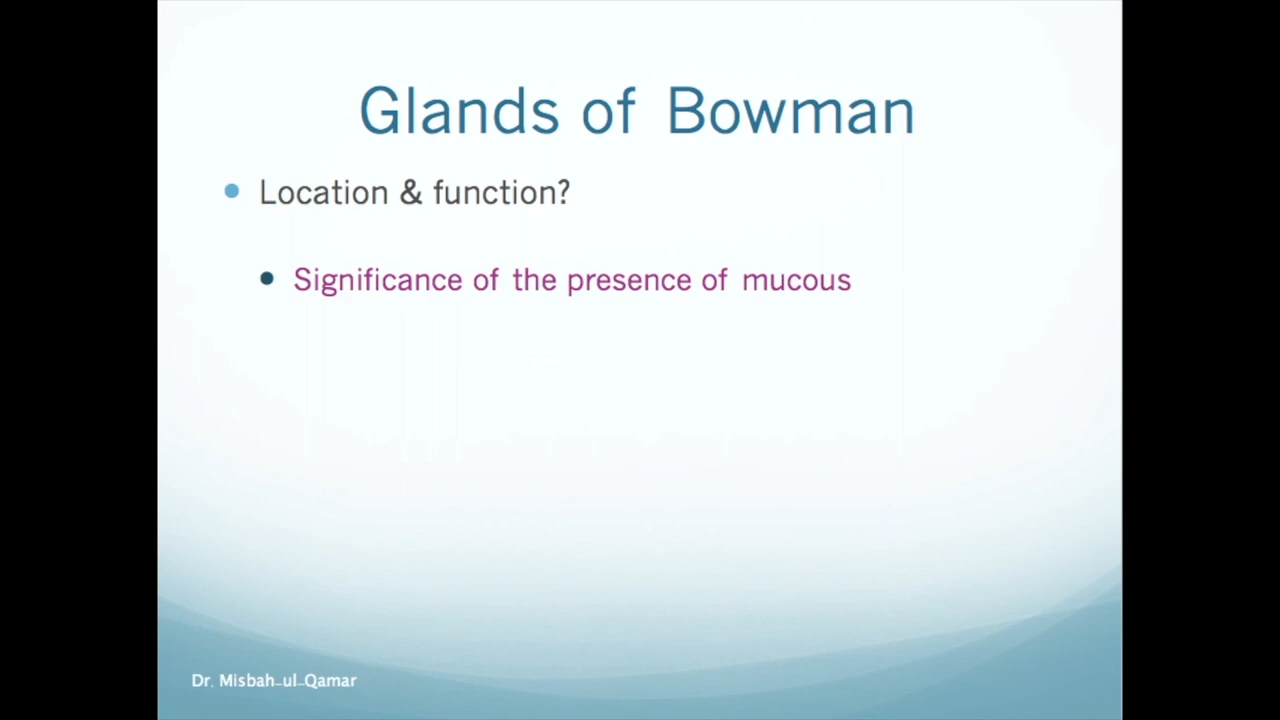 Glands of Bowman
Location & function?
Significance of the presence of mucous
Dr. Misbah-ul-Qamar